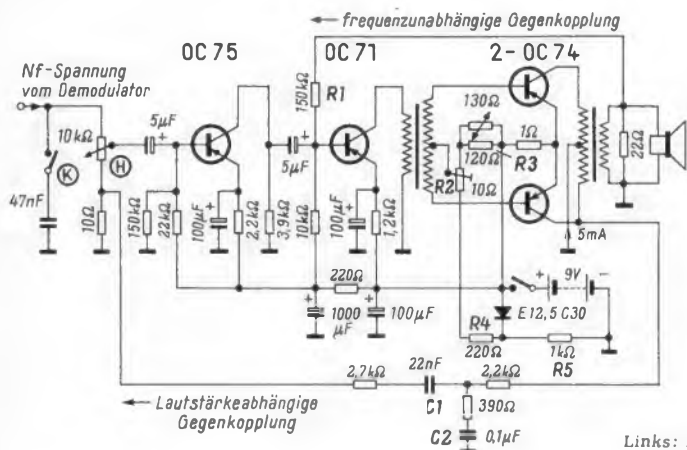 frequenzunabhängige Gegenkopplung
OC 75
OC 71
2- OC 74
Nf-Spannung
vom Demodulator
150kΩ
R1
130Ω
1Ω
5µF
+
10kΩ
H
K
5µF
+
120Ω
R3
R2
10Ω
22Ω
47nF
10Ω
150kΩ
22kΩ
100µF
+
2,2kΩ
3,9kΩ
10kΩ
100µF
+
1,2kΩ
5mA
220Ω
+
9V
-
+
1000
µF
+
100µF
E 12,5 C30
R4
220Ω
1kΩ
R5
2,7kΩ
22nF
C1
2,2kΩ
390Ω
Lautstärkeabhängige
Gegenkopplung
C2
0,1µF
Links: